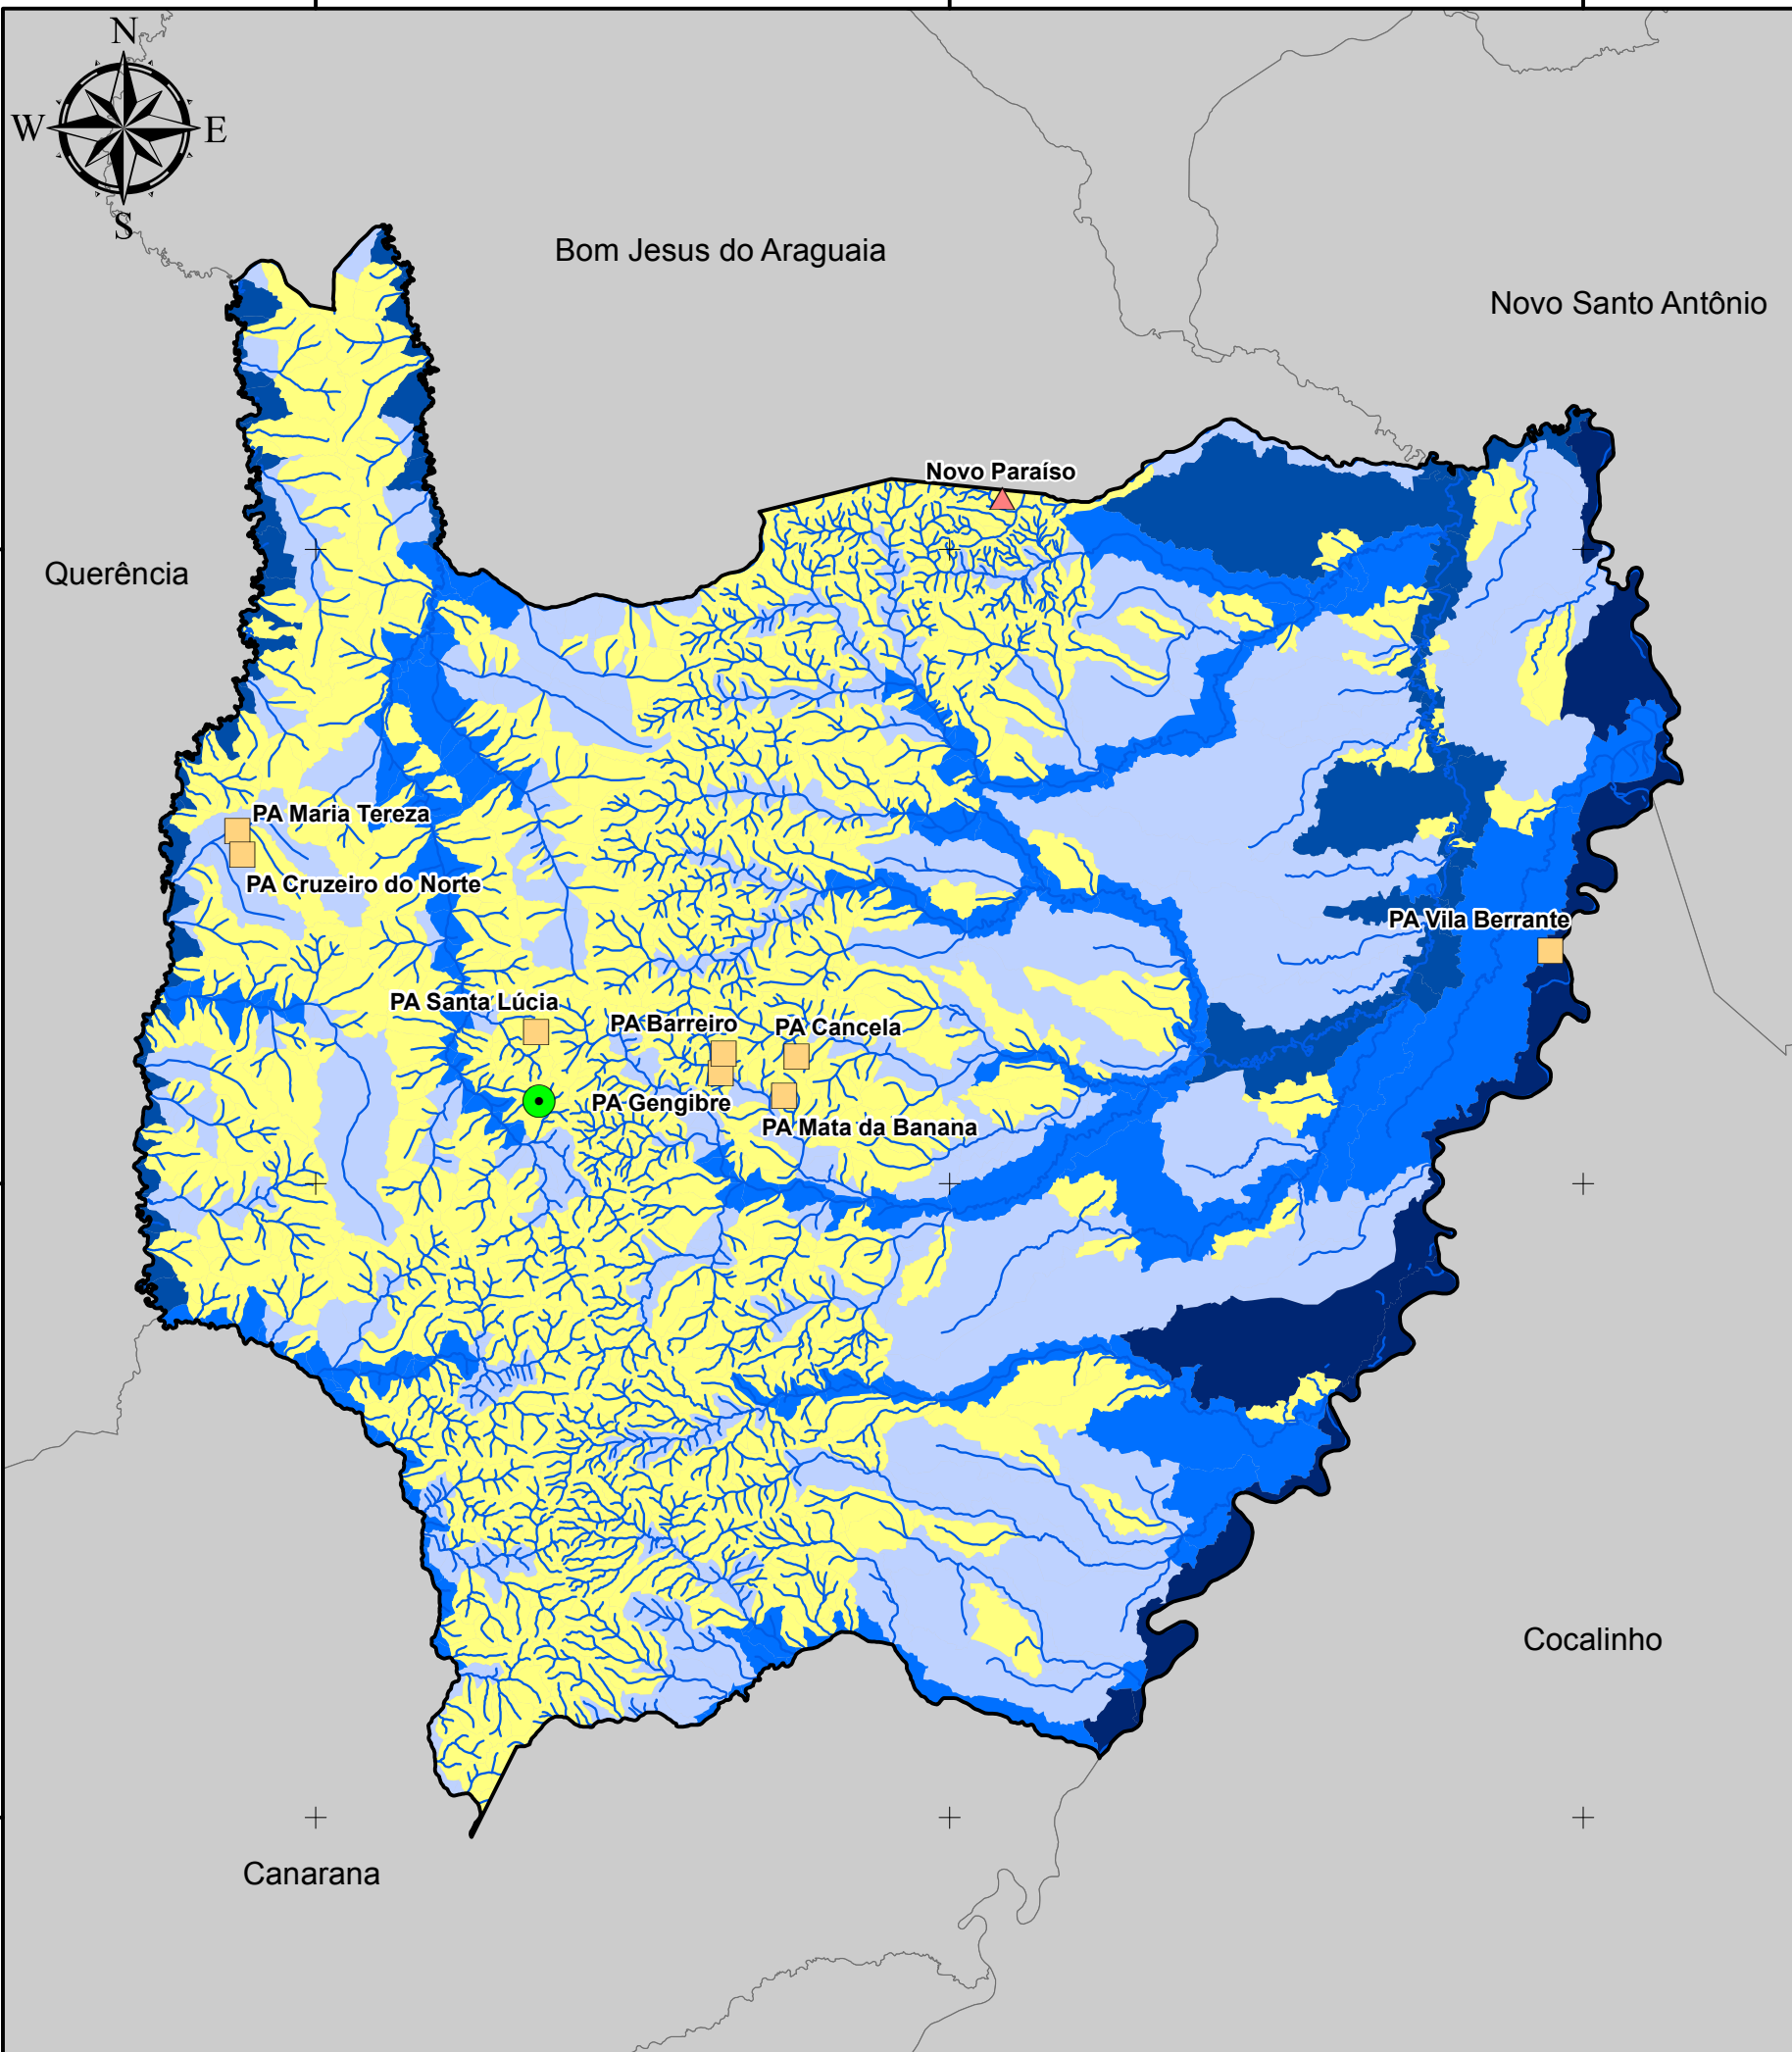 N
W
E
S
Bom Jesus do Araguaia
Novo Santo Antônio
Novo Paraíso
Querência
PA Maria Tereza
PA Cruzeiro do Norte
PA Vila Berrante
PA Santa Lúcia
PA Barreiro
PA Cancela
PA Gengibre
PA Mata da Banana
Cocalinho
Canarana